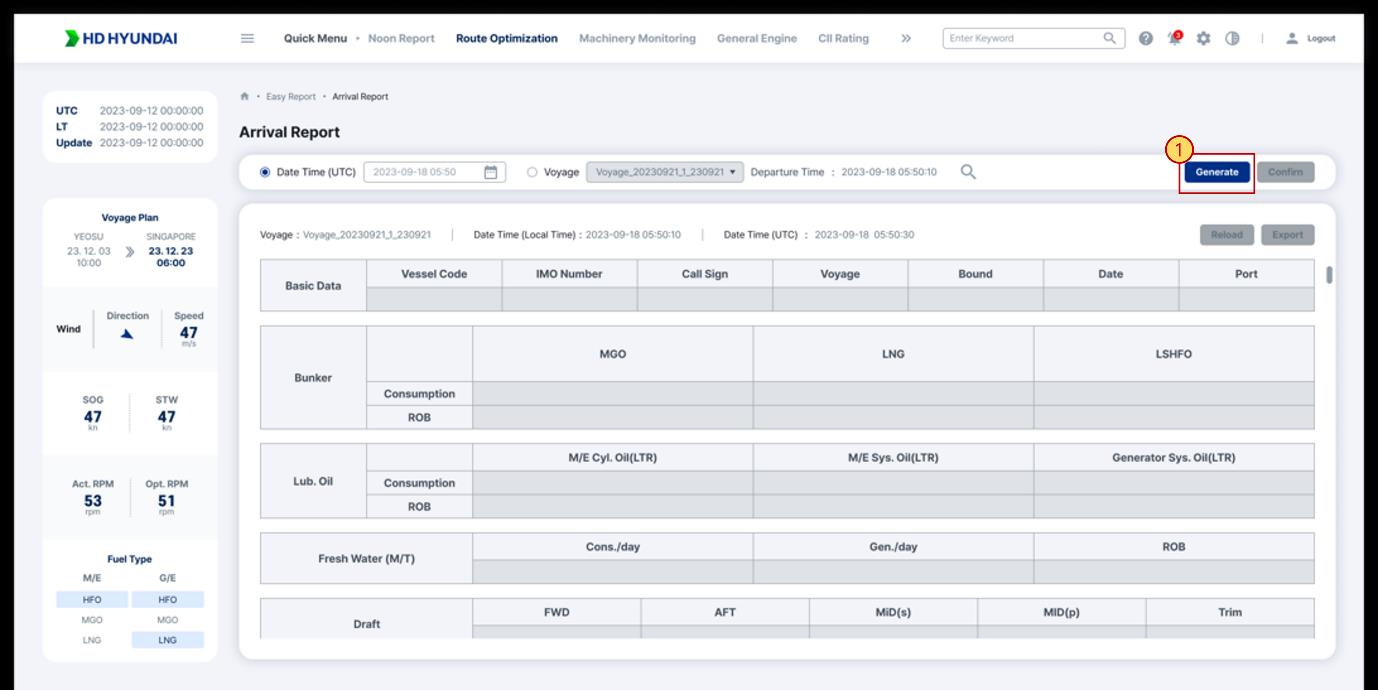 HD HYUNDAI
Quick Menu • Noon Report Route Optimization Machinery Monitoring General Engine CII Rating
Enter Keyword
3
Logout
UTC 2023-09-12 00:00:00
LT 2023-09-12 00:00:00
Update 2023-09-12 00:00:00
Voyage Plan
YEOSU SINGAPORE
23. 12. 03 23. 12. 23
10:00 06:00
Wind Direction Speed
47
m/s
SOG STW
47 47
kn kn
Act. RPM Opt. RPM
53 51
rpm rpm
Fuel Type
M/E G/E
HFO HFO
MGO MGO
LNG LNG
• Easy Report • Arrival Report
Arrival Report
1
Date Time (UTC) 2023-09-18 05:50 Voyage Voyage_20230921_1_230921 Departure Time : 2023-09-18 05:50:10 Generate Confirm
Voyage : Voyage_20230921_1_230921 | Date Time (Local Time) : 2023-09-18 05:50:10 | Date Time (UTC) : 2023-09-18 05:50:30 Reload Export
Basic Data Vessel Code IMO Number Call Sign Voyage Bound Date Port
Bunker MGO LNG LSHFO
Consumption
ROB
Lub. Oil M/E Cyl. Oil(LTR) M/E Sys. Oil(LTR) Generator Sys. Oil(LTR)
Consumption
ROB
Fresh Water (M/T) Cons./day Gen./day ROB
Draft FWD AFT MiD(s) MID(p) Trim